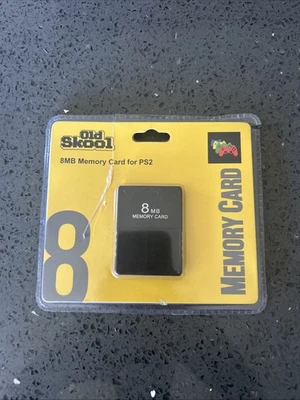 Old
Skool
8MB Memory Card for PS2
8 MB
MEMORY CARD
8
MEMORY CARD